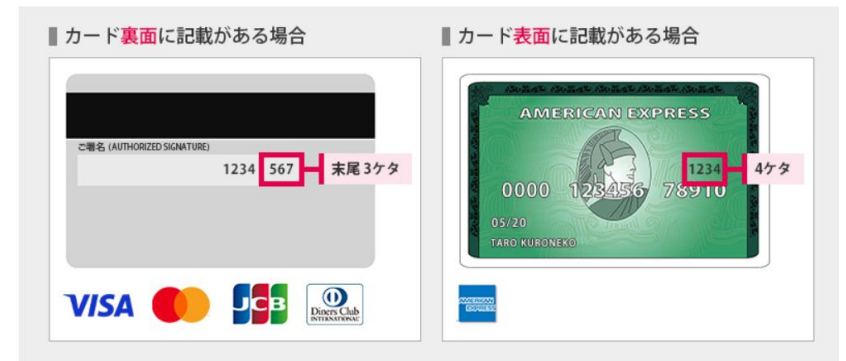 カード裏面に記載がある場合
ご署名 (AUTHORIZED SIGNATURE)
1234 567 末尾3ケタ
VISA
JCB
Diners Club
INTERNATIONAL
カード表面に記載がある場合
AMERICAN EXPRESS
1234 4ケタ
0000 123456 78910
05/20
TARO KURONEKO
AMERICAN
EXPRESS